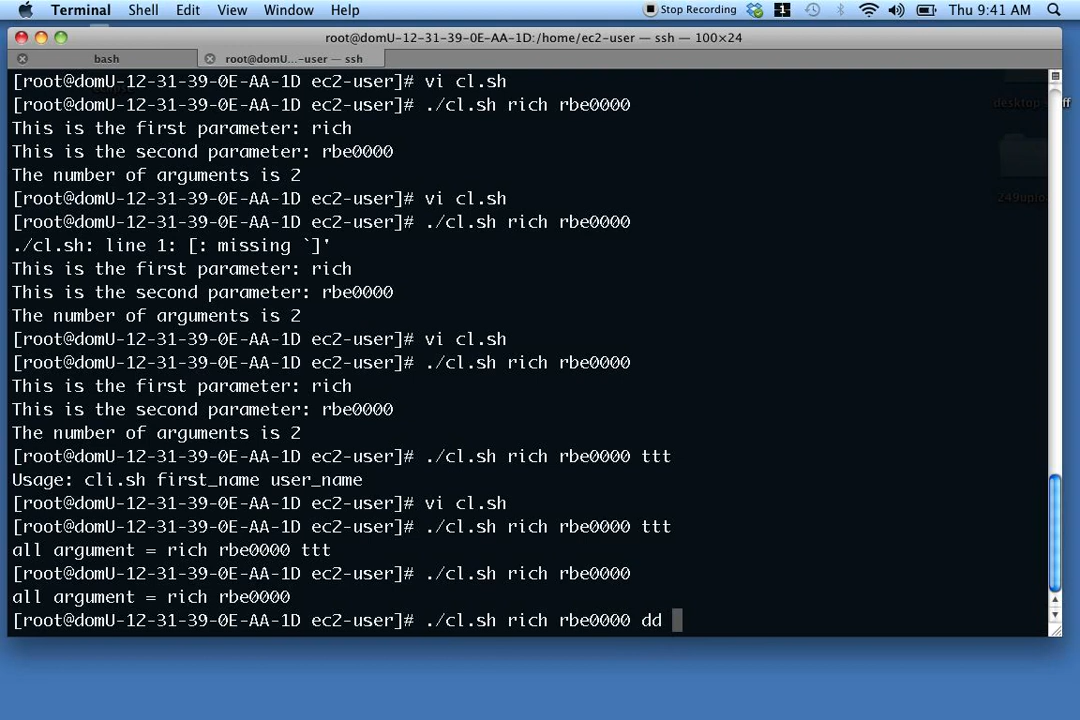 Terminal Shell Edit View Window Help Stop Recording 1 Thu 9:41 AM
root@domU-12-31-39-0E-AA-1D:/home/ec2-user — ssh — 100×24
bash root@domU...-user — ssh
[root@domU-12-31-39-0E-AA-1D ec2-user]# vi cl.sh
[root@domU-12-31-39-0E-AA-1D ec2-user]# ./cl.sh rich rbe0000
This is the first parameter: rich
This is the second parameter: rbe0000
The number of arguments is 2
[root@domU-12-31-39-0E-AA-1D ec2-user]# vi cl.sh
[root@domU-12-31-39-0E-AA-1D ec2-user]# ./cl.sh rich rbe0000
./cl.sh: line 1: [: missing `]'
This is the first parameter: rich
This is the second parameter: rbe0000
The number of arguments is 2
[root@domU-12-31-39-0E-AA-1D ec2-user]# vi cl.sh
[root@domU-12-31-39-0E-AA-1D ec2-user]# ./cl.sh rich rbe0000
This is the first parameter: rich
This is the second parameter: rbe0000
The number of arguments is 2
[root@domU-12-31-39-0E-AA-1D ec2-user]# ./cl.sh rich rbe0000 ttt
Usage: cli.sh first_name user_name
[root@domU-12-31-39-0E-AA-1D ec2-user]# vi cl.sh
[root@domU-12-31-39-0E-AA-1D ec2-user]# ./cl.sh rich rbe0000 ttt
all argument = rich rbe0000 ttt
[root@domU-12-31-39-0E-AA-1D ec2-user]# ./cl.sh rich rbe0000
all argument = rich rbe0000
[root@domU-12-31-39-0E-AA-1D ec2-user]# ./cl.sh rich rbe0000 dd
desktop